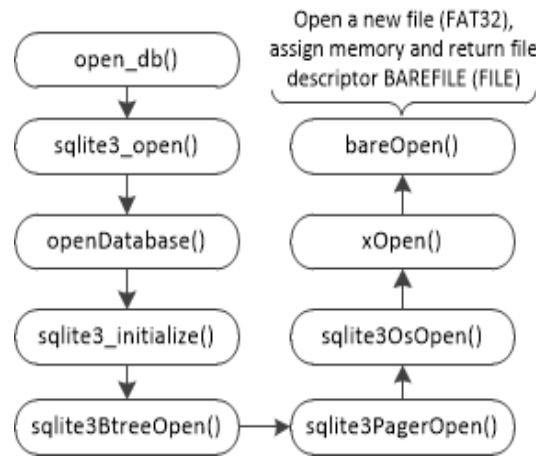 Open a new file (FAT32),
assign memory and return file
descriptor BAREFILE (FILE)
open_db()
sqlite3_open()
openDatabase()
sqlite3_initialize()
sqlite3BtreeOpen()
sqlite3PagerOpen()
sqlite3OsOpen()
xOpen()
bareOpen()